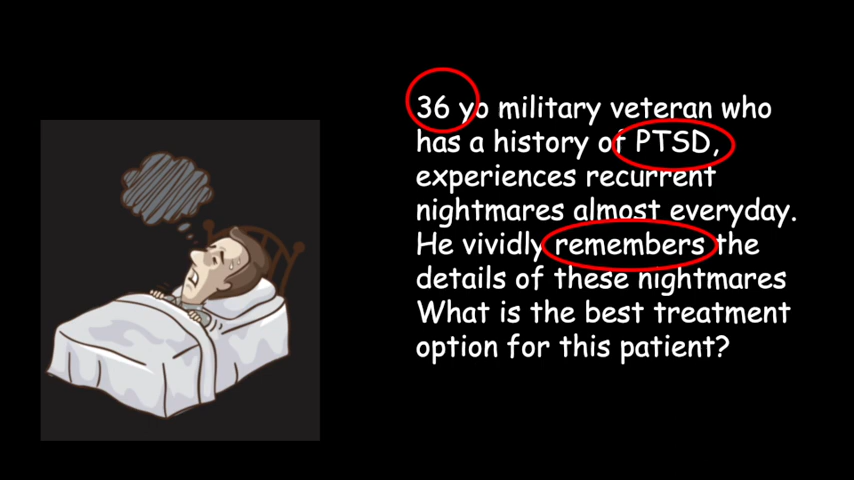 36 yo military veteran who
has a history of PTSD,
experiences recurrent
nightmares almost everyday.
He vividly remembers the
details of these nightmares
What is the best treatment
option for this patient?